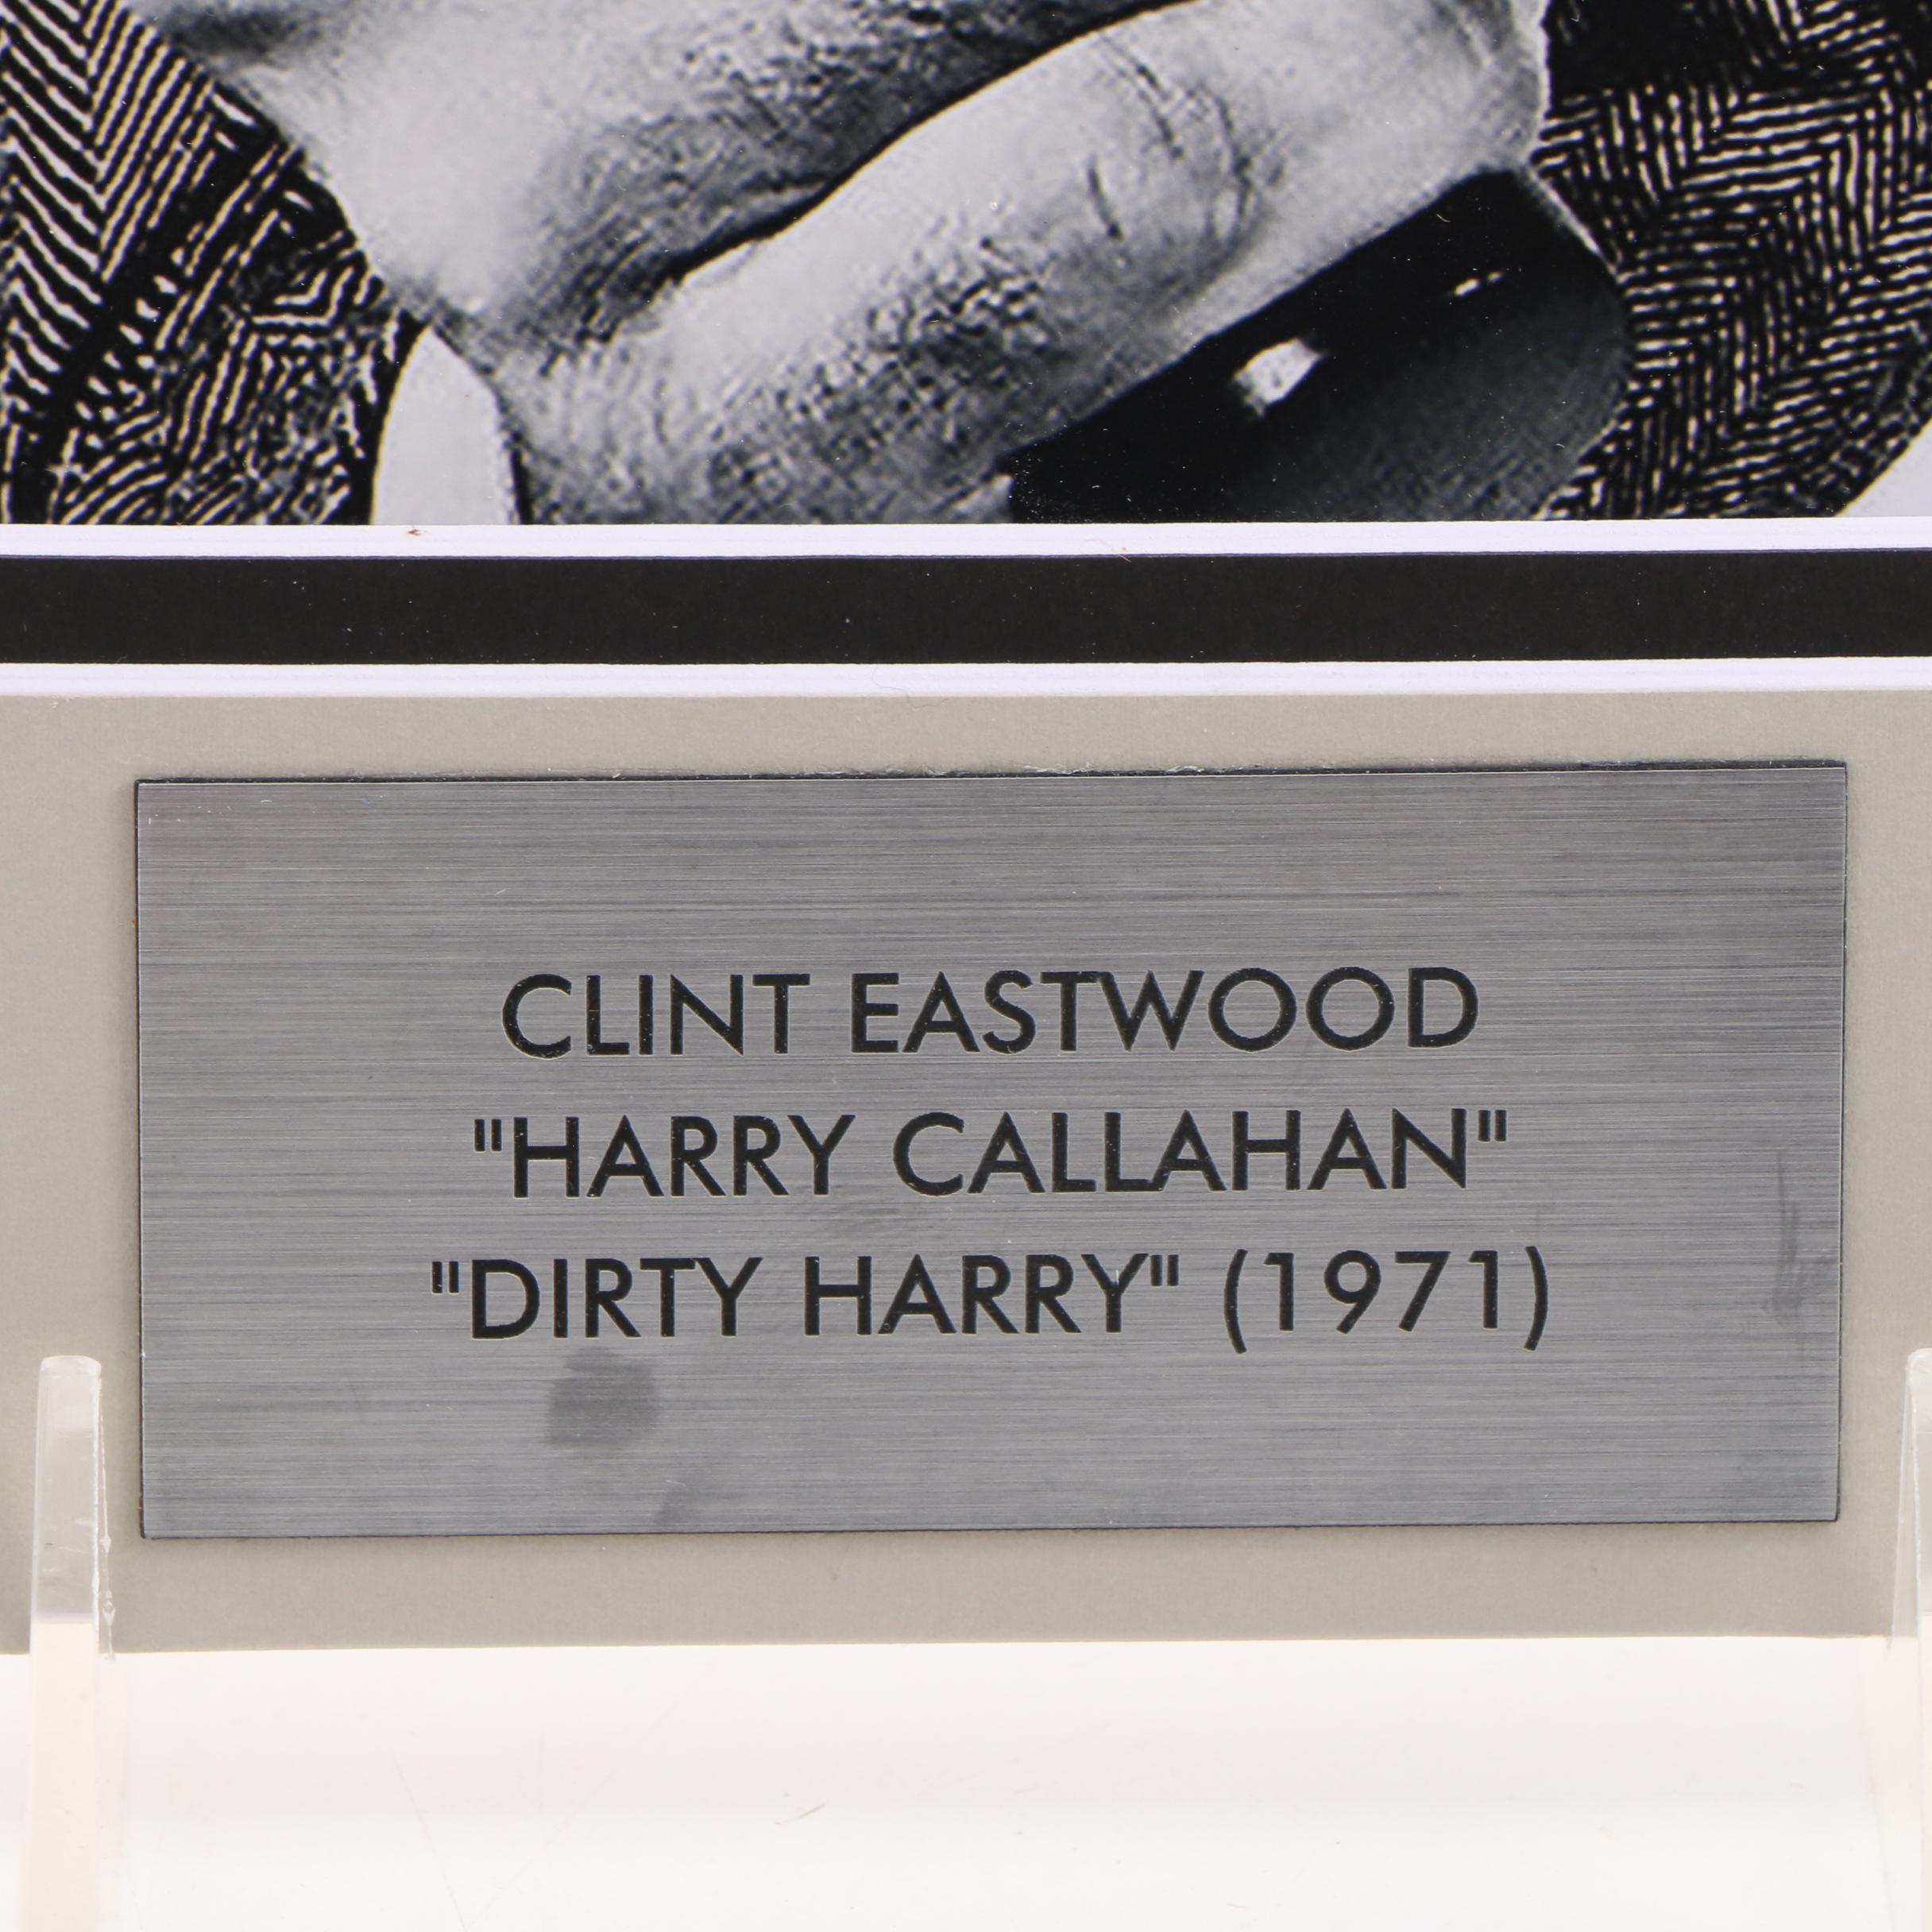 CLINT EASTWOOD
"HARRY CALLAHAN"
"DIRTY HARRY" (1971)